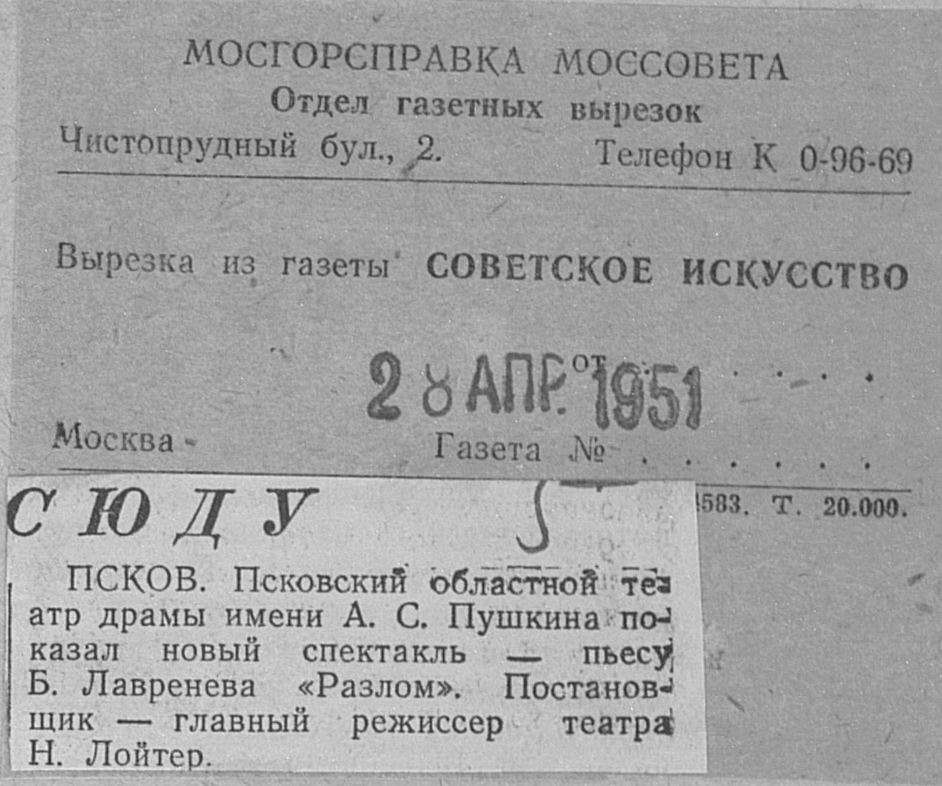 МОСГОРСПРАВКА МОССОВЕТА
Отдел газетных вырезок
Чистопрудный бул., 2. Телефон К 0-96-69
Вырезка из газеты СОВЕТСКОЕ ИСКУССТВО
от . . . .
28 АПР. 1951
Москва Газета № . . . . . .
4583. Т. 20.000.
СЮДУ
ПСКОВ. Псковский областной те-
атр драмы имени А. С. Пушкина по-
казал новый спектакль — пьесу
Б. Лавренева «Разлом». Постанов-
щик — главный режиссер театра
Н. Лойтер.